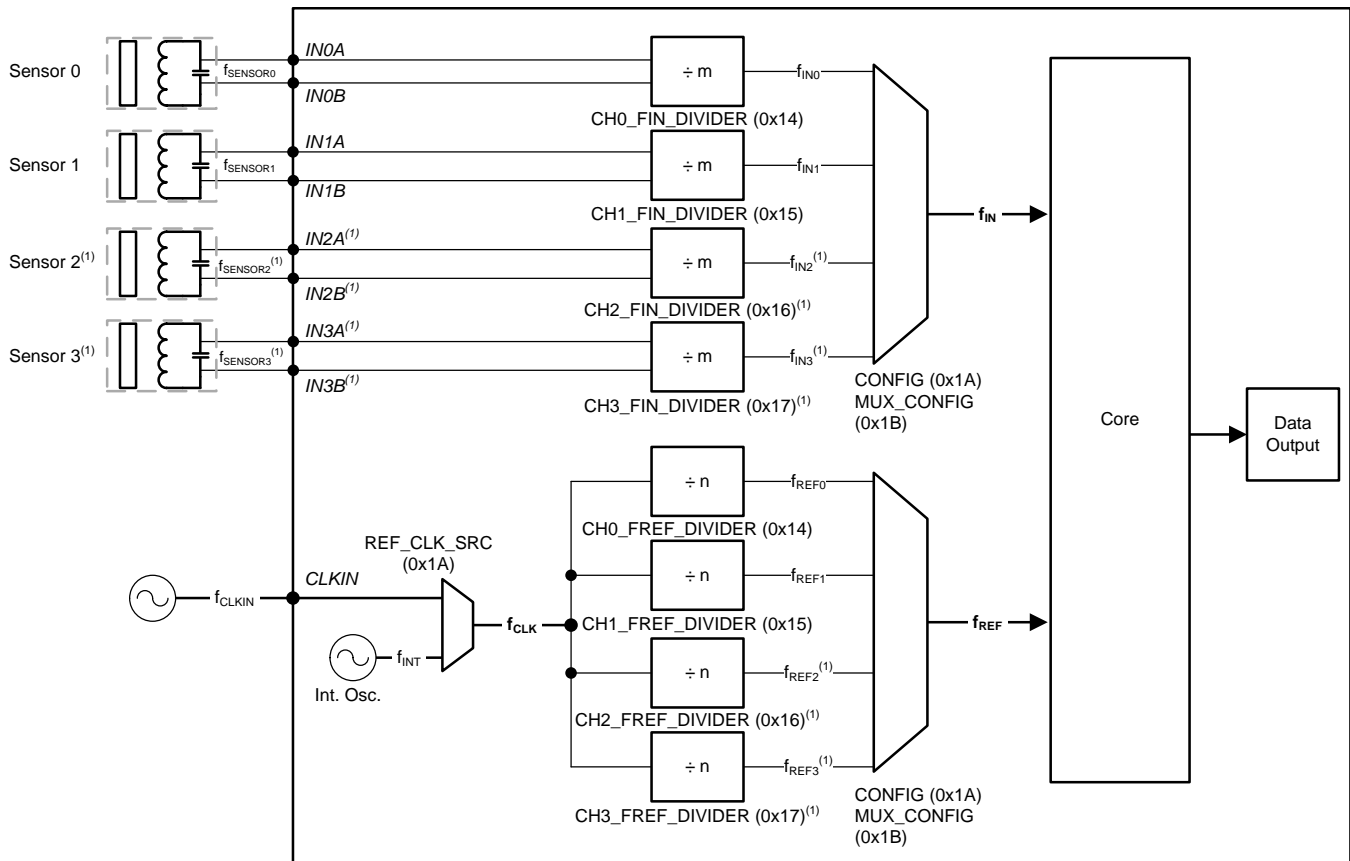 Sensor 0
fSENSOR0
IN0A
IN0B
÷ m
CH0_FIN_DIVIDER (0x14)
fIN0
Sensor 1
fSENSOR1
IN1A
IN1B
÷ m
CH1_FIN_DIVIDER (0x15)
fIN1
Sensor 2(1)
fSENSOR2(1)
IN2A(1)
IN2B(1)
÷ m
CH2_FIN_DIVIDER (0x16)(1)
fIN2(1)
Sensor 3(1)
fSENSOR3(1)
IN3A(1)
IN3B(1)
÷ m
CH3_FIN_DIVIDER (0x17)(1)
fIN3(1)
CONFIG (0x1A)
MUX_CONFIG
(0x1B)
fIN
Core
Data
Output
fCLKIN
CLKIN
REF_CLK_SRC
(0x1A)
fINT
Int. Osc.
fCLK
÷ n
CH0_FREF_DIVIDER (0x14)
fREF0
÷ n
CH1_FREF_DIVIDER (0x15)
fREF1
÷ n
CH2_FREF_DIVIDER (0x16)(1)
fREF2(1)
÷ n
CH3_FREF_DIVIDER (0x17)(1)
fREF3(1)
CONFIG (0x1A)
MUX_CONFIG
(0x1B)
fREF